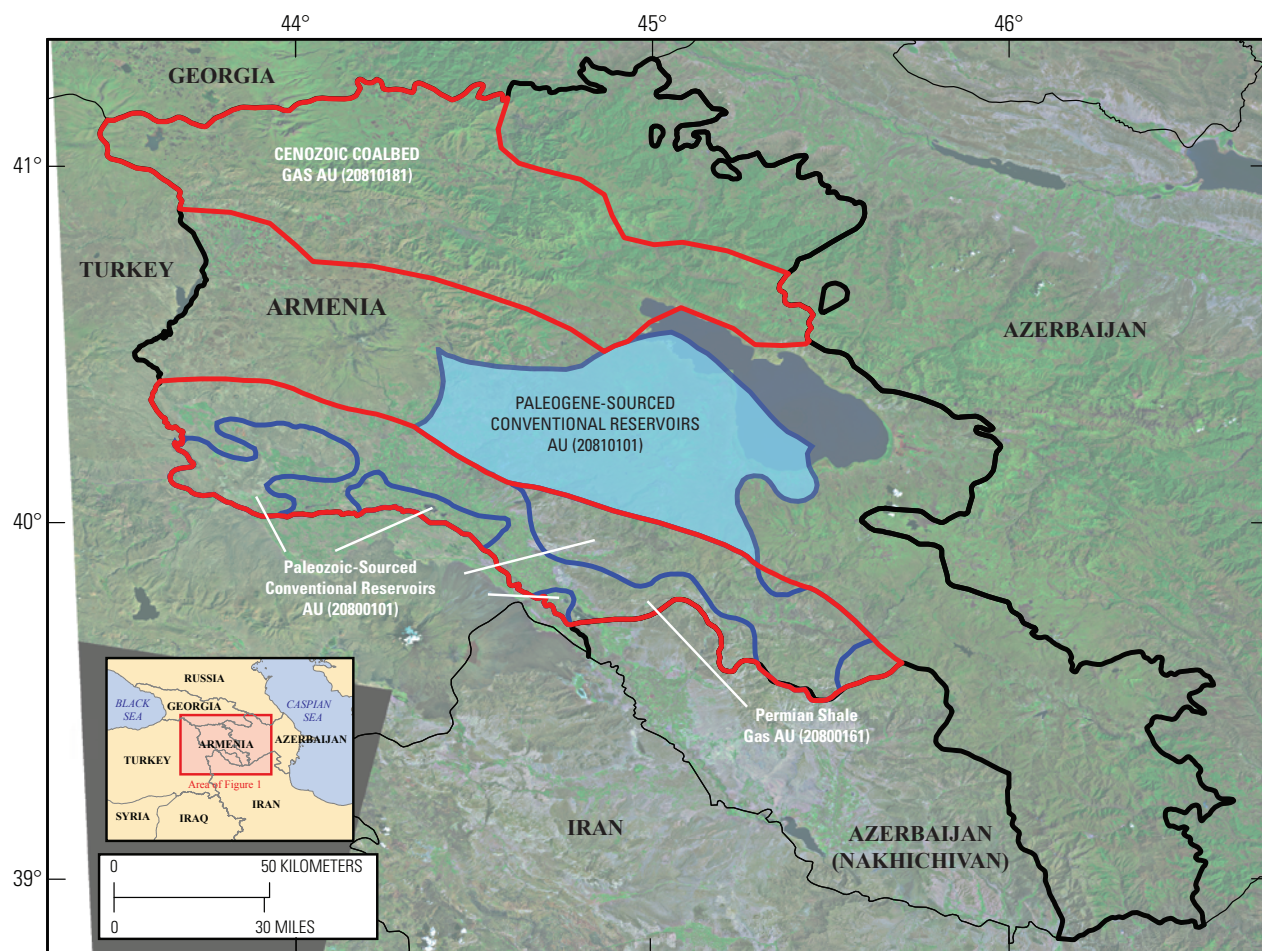 44°
45°
46°
GEORGIA
CENOZOIC COALBED
GAS AU (20810181)
41°
TURKEY
ARMENIA
AZERBAIJAN
PALEOGENE-SOURCED
CONVENTIONAL RESERVOIRS
AU (20810101)
40°
Paleozoic-Sourced
Conventional Reservoirs
AU (20800101)
Permian Shale
Gas AU (20800161)
IRAN
AZERBAIJAN
(NAKHICHIVAN)
39°
RUSSIA
BLACK
SEA
GEORGIA
CASPIAN
SEA
ARMENIA
AZERBAIJAN
TURKEY
Area of Figure 1
IRAN
SYRIA
IRAQ
0
50 KILOMETERS
0
30 MILES